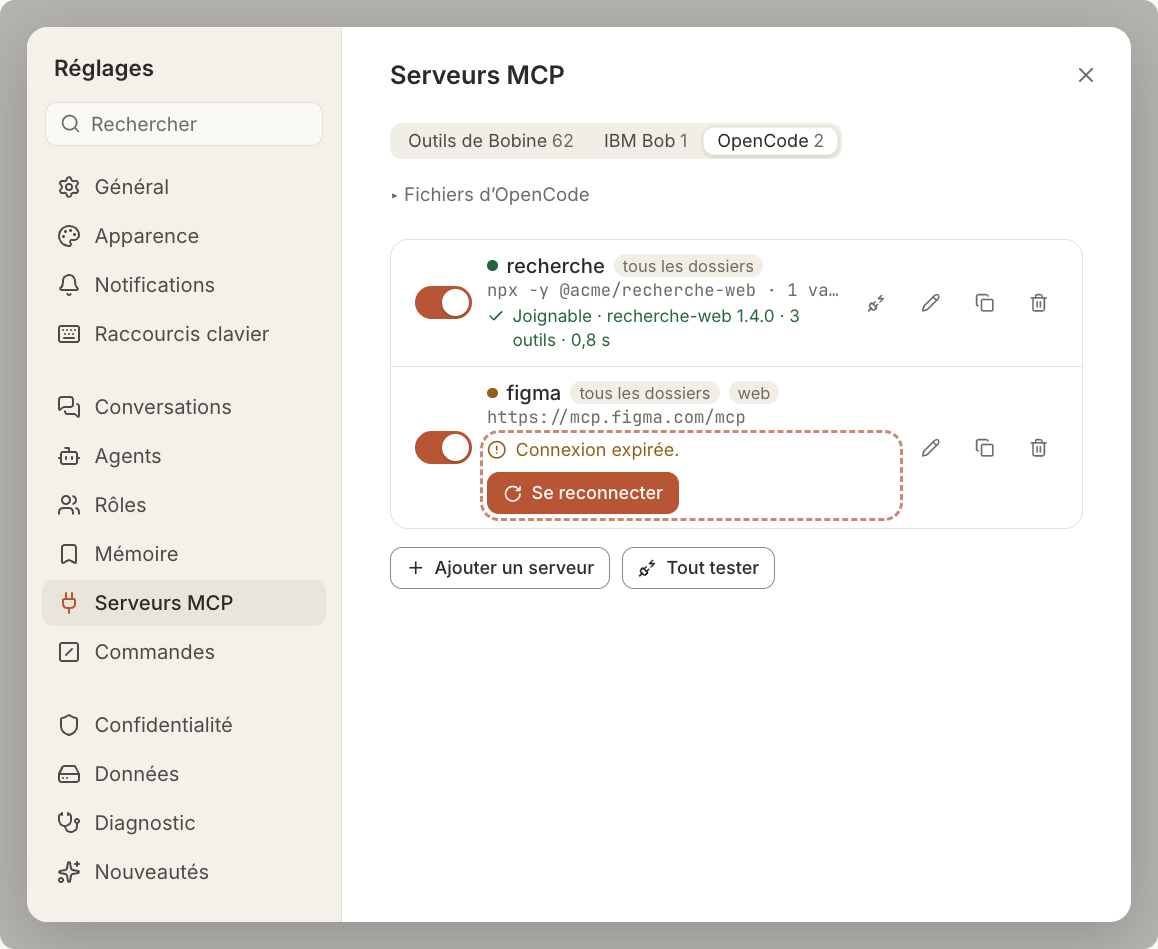 Réglages
Rechercher
Général
Apparence
Notifications
Raccourcis clavier
Conversations
Agents
Rôles
Mémoire
Serveurs MCP
Commandes
Confidentialité
Données
Diagnostic
Nouveautés
Serveurs MCP
Outils de Bobine 62 IBM Bob 1 OpenCode 2
▸ Fichiers d’OpenCode
recherche tous les dossiers
npx -y @acme/recherche-web · 1 va…
Joignable · recherche-web 1.4.0 · 3
outils · 0,8 s
figma tous les dossiers web
https://mcp.figma.com/mcp
Connexion expirée.
Se reconnecter
Ajouter un serveur Tout tester